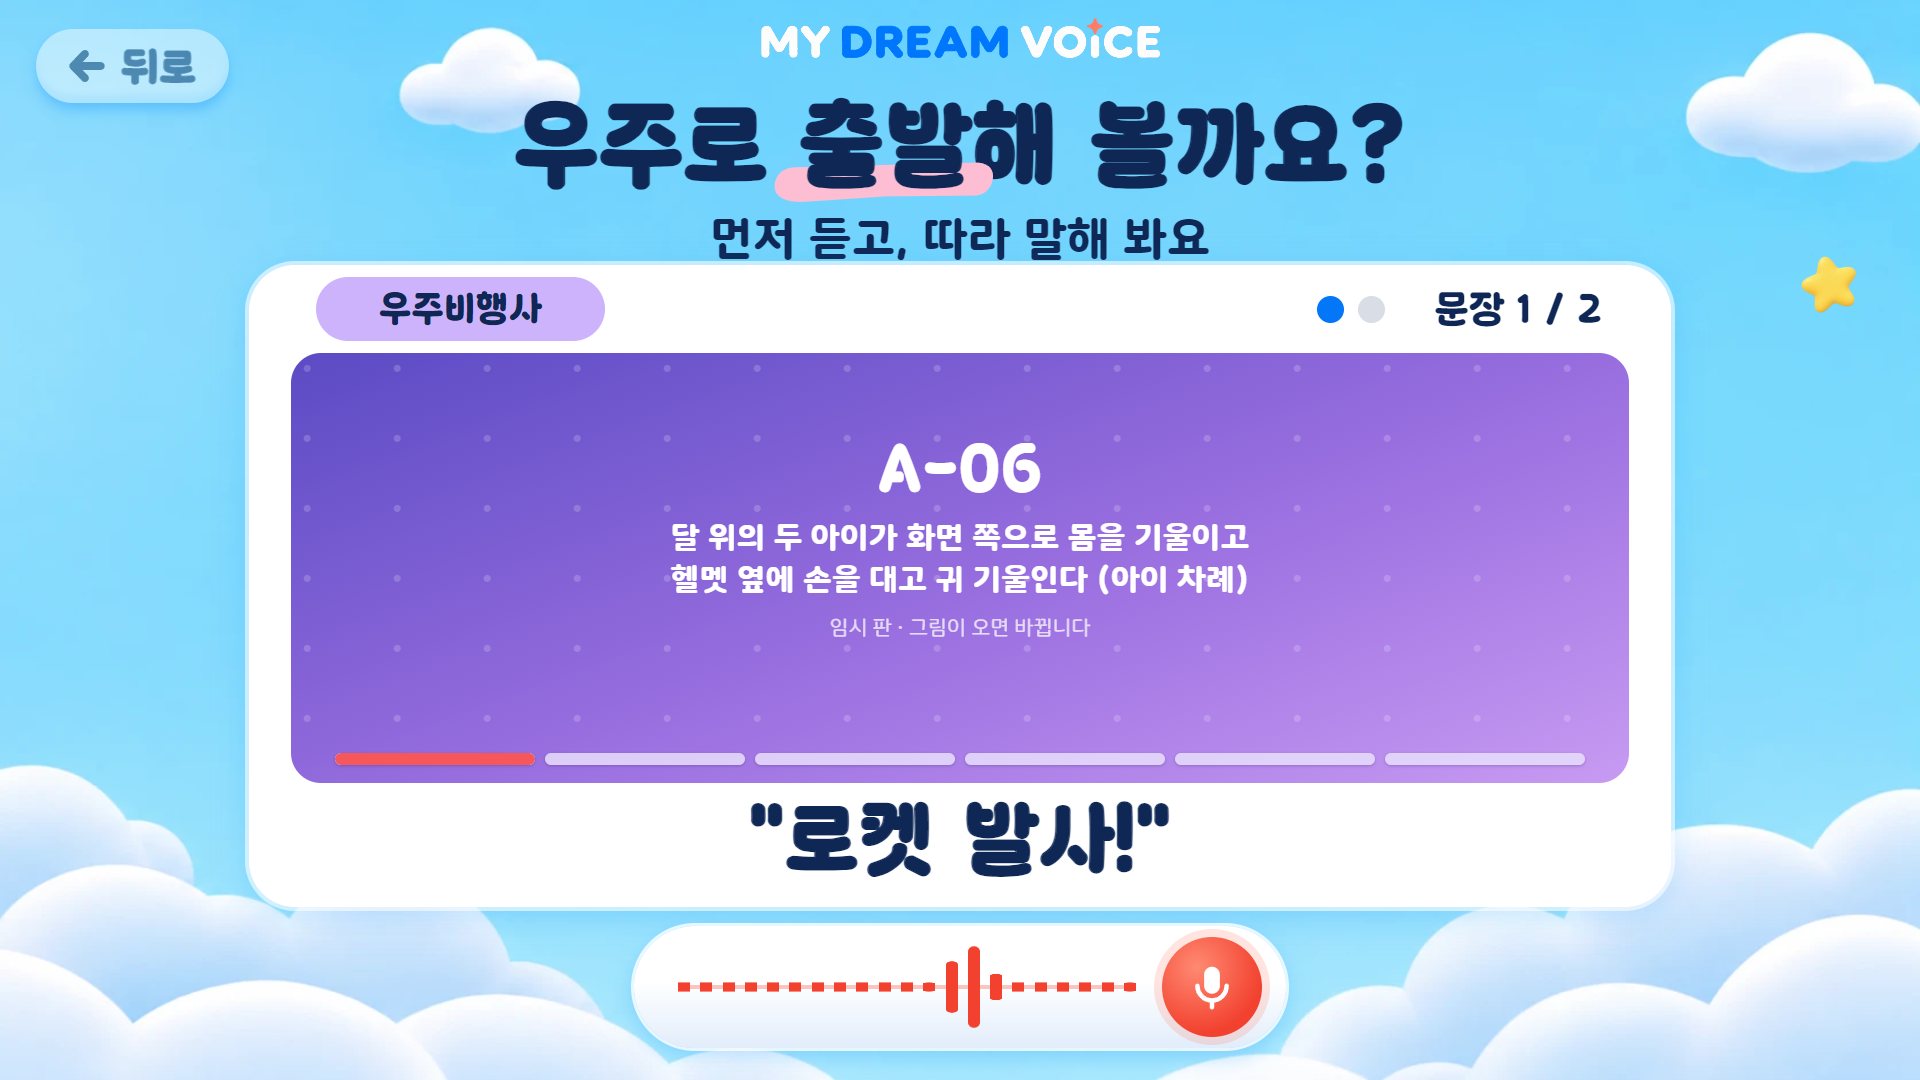 뒤로
MY DREAM VOiCE
우주로 출발해 볼까요?
먼저 듣고, 따라 말해 봐요
우주비행사
문장 1 / 2
A-06
달 위의 두 아이가 화면 쪽으로 몸을 기울이고
헬멧 옆에 손을 대고 귀 기울인다 (아이 차례)
임시 판 · 그림이 오면 바뀝니다
"로켓 발사!"